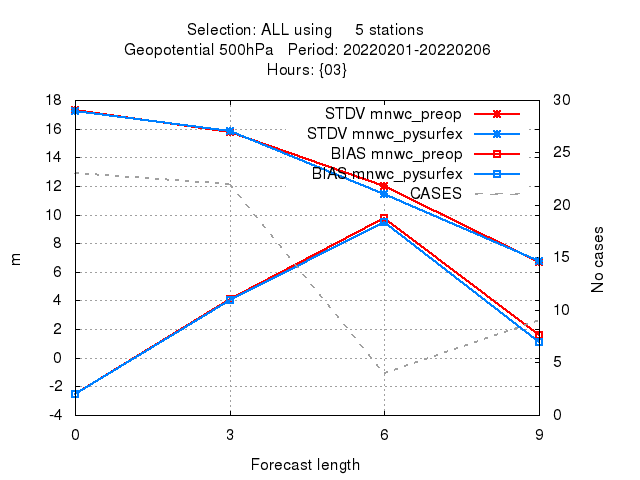 Selection: ALL using     5 stations
Geopotential 500hPa   Period: 20220201-20220206
Hours: {03}
STDV mnwc_preop
STDV mnwc_pysurfex
BIAS mnwc_preop
BIAS mnwc_pysurfex
CASES
18
16
14
12
10
8
6
4
2
0
-2
-4
m
30
25
20
15
10
5
0
No cases
0 3 6 9
Forecast length